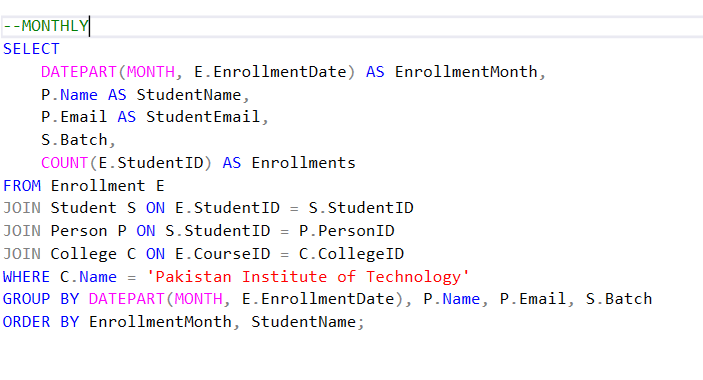 --MONTHLY
SELECT
    DATEPART(MONTH, E.EnrollmentDate) AS EnrollmentMonth,
    P.Name AS StudentName,
    P.Email AS StudentEmail,
    S.Batch,
    COUNT(E.StudentID) AS Enrollments
FROM Enrollment E
JOIN Student S ON E.StudentID = S.StudentID
JOIN Person P ON S.StudentID = P.PersonID
JOIN College C ON E.CourseID = C.CollegeID
WHERE C.Name = 'Pakistan Institute of Technology'
GROUP BY DATEPART(MONTH, E.EnrollmentDate), P.Name, P.Email, S.Batch
ORDER BY EnrollmentMonth, StudentName;